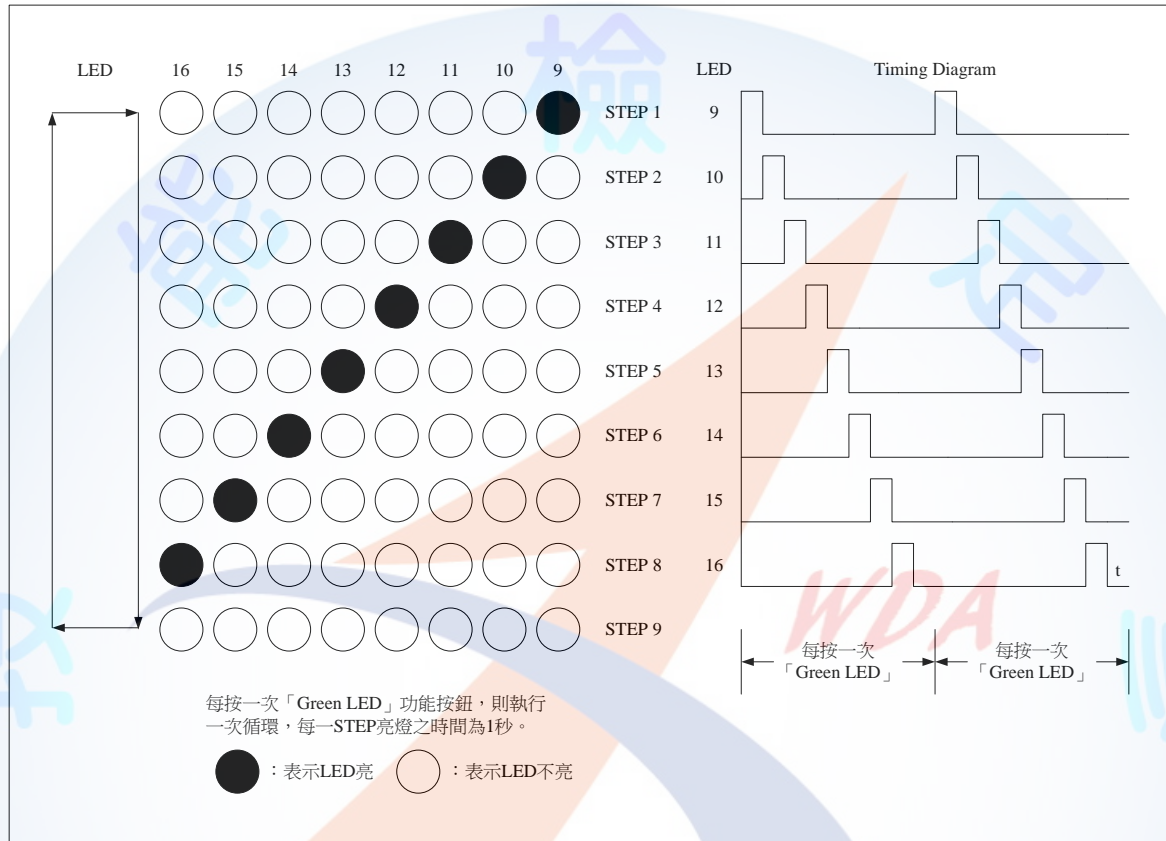 LED 16 15 14 13 12 11 10 9 LED Timing Diagram
STEP 1 9
STEP 2 10
STEP 3 11
STEP 4 12
STEP 5 13
STEP 6 14
STEP 7 15
STEP 8 16 t
STEP 9
每按一次 每按一次
「Green LED」 「Green LED」
每按一次「Green LED」功能按鈕，則執行
一次循環，每一STEP亮燈之時間為1秒。
：表示LED亮 ：表示LED不亮
技
能
檢
定
WDA